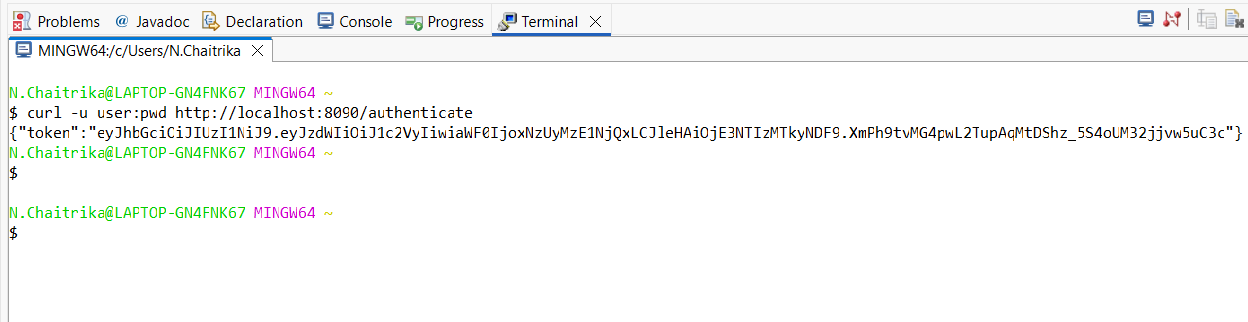 Problems @ Javadoc Declaration Console Progress Terminal
MINGW64:/c/Users/N.Chaitrika
N.Chaitrika@LAPTOP-GN4FNK67 MINGW64 ~
$ curl -u user:pwd http://localhost:8090/authenticate
{"token":"eyJhbGciOiJIUzI1NiJ9.eyJzdWIiOiJ1c2VyIiwiaWF0IjoxNzUyMzE1NjQxLCJleHAiOjE3NTIzMTkyNDF9.XmPh9tvMG4pwL2TupAqMtDShz_5S4oUM32jjvw5uC3c"}
N.Chaitrika@LAPTOP-GN4FNK67 MINGW64 ~
$
N.Chaitrika@LAPTOP-GN4FNK67 MINGW64 ~
$